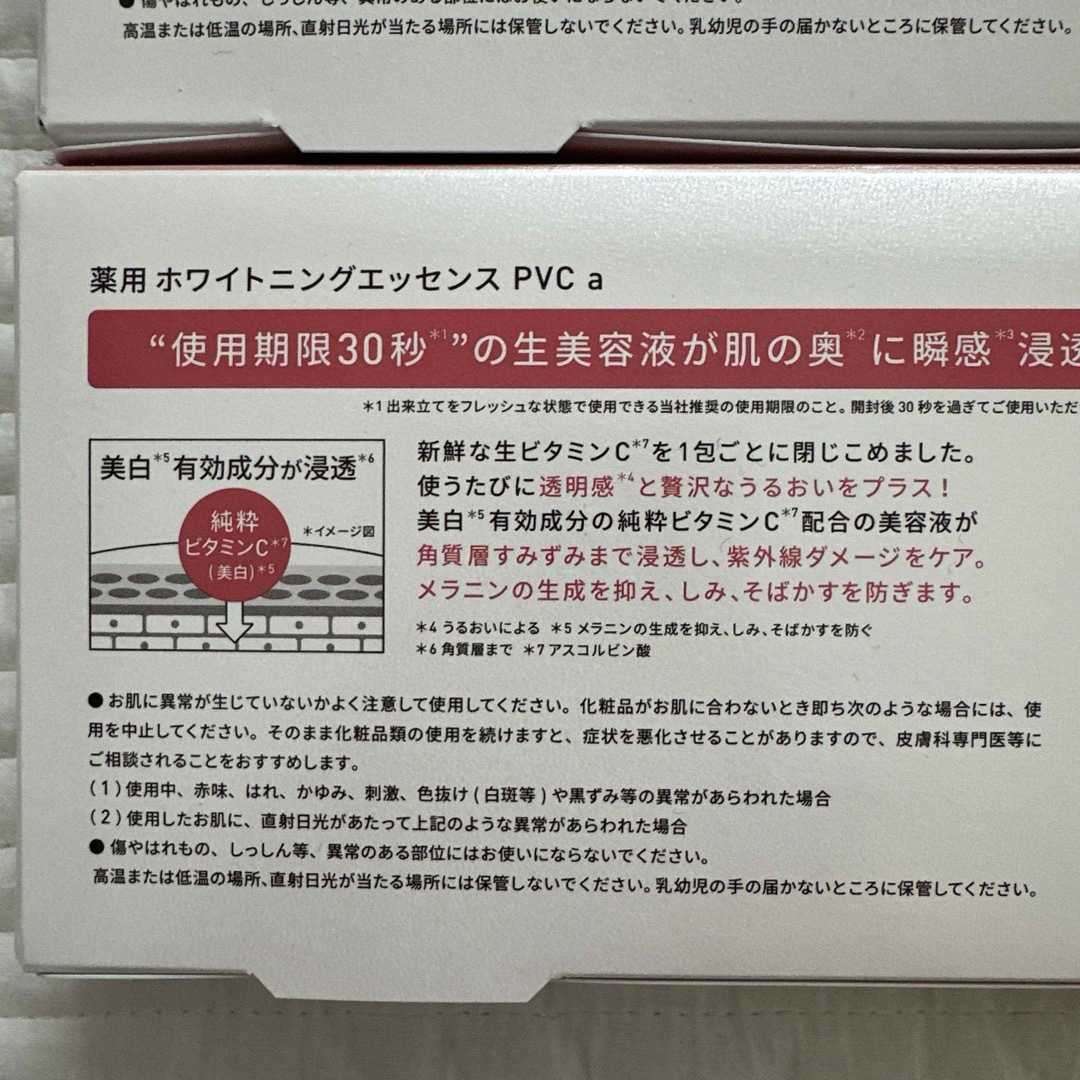 高温または低温の場所、直射日光が当たる場所には保管しないでください。乳幼児の手の届かないところに保管してください。
薬用 ホワイトニングエッセンス PVC a
“使用期限30秒*1”の生美容液が肌の奥*2に瞬感*3浸透
*1 出来立てをフレッシュな状態で使用できる当社推奨の使用期限のこと。開封後30秒を過ぎてご使用いただ
美白*5有効成分が浸透*6
純粋
ビタミンC*7
(美白)*5
*イメージ図
新鮮な生ビタミンC*7を1包ごとに閉じこめました。
使うたびに透明感*4と贅沢なうるおいをプラス!
美白*5有効成分の純粋ビタミンC*7配合の美容液が
角質層すみずみまで浸透し、紫外線ダメージをケア。
メラニンの生成を抑え、しみ、そばかすを防ぎます。
*4 うるおいによる *5 メラニンの生成を抑え、しみ、そばかすを防ぐ
*6 角質層まで *7 アスコルビン酸
● お肌に異常が生じていないかよく注意して使用してください。化粧品がお肌に合わないとき即ち次のような場合には、使
用を中止してください。そのまま化粧品類の使用を続けますと、症状を悪化させることがありますので、皮膚科専門医等に
ご相談されることをおすすめします。
(1)使用中、赤味、はれ、かゆみ、刺激、色抜け(白斑等)や黒ずみ等の異常があらわれた場合
(2)使用したお肌に、直射日光があたって上記のような異常があらわれた場合
● 傷やはれもの、しっしん等、異常のある部位にはお使いにならないでください。
高温または低温の場所、直射日光が当たる場所には保管しないでください。乳幼児の手の届かないところに保管してください。